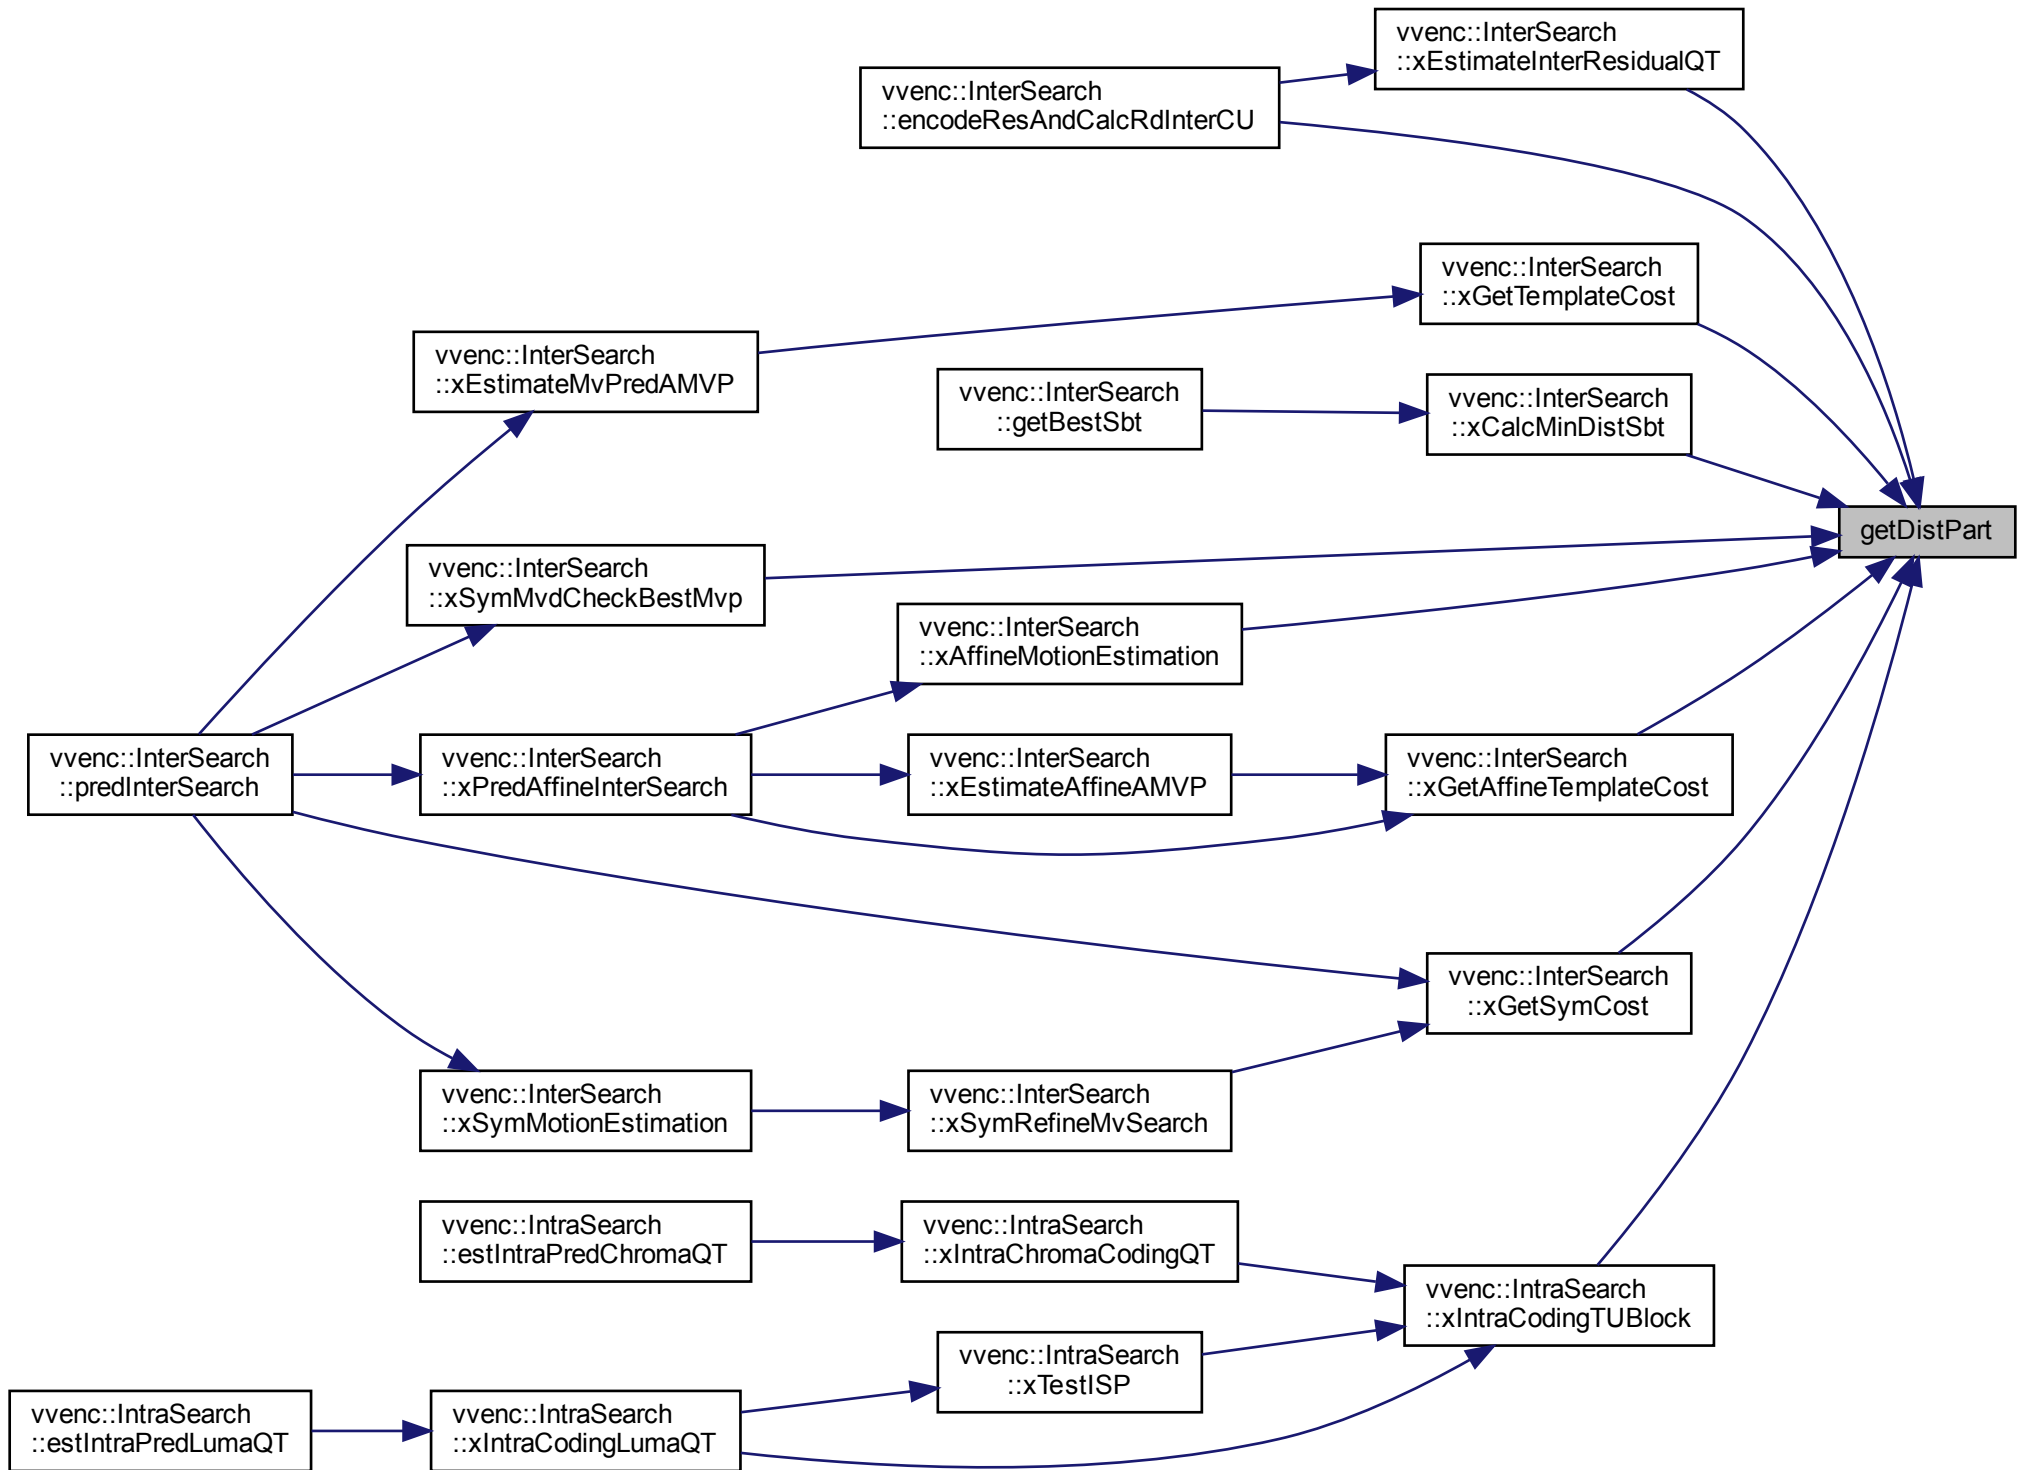 vvenc::InterSearch
::xEstimateInterResidualQT
vvenc::InterSearch
::encodeResAndCalcRdInterCU
vvenc::InterSearch
::xGetTemplateCost
vvenc::InterSearch
::xEstimateMvPredAMVP
vvenc::InterSearch
::getBestSbt
vvenc::InterSearch
::xCalcMinDistSbt
getDistPart
vvenc::InterSearch
::xSymMvdCheckBestMvp
vvenc::InterSearch
::xAffineMotionEstimation
vvenc::InterSearch
::predInterSearch
vvenc::InterSearch
::xPredAffineInterSearch
vvenc::InterSearch
::xEstimateAffineAMVP
vvenc::InterSearch
::xGetAffineTemplateCost
vvenc::InterSearch
::xGetSymCost
vvenc::InterSearch
::xSymMotionEstimation
vvenc::InterSearch
::xSymRefineMvSearch
vvenc::IntraSearch
::estIntraPredChromaQT
vvenc::IntraSearch
::xIntraChromaCodingQT
vvenc::IntraSearch
::xIntraCodingTUBlock
vvenc::IntraSearch
::xTestISP
vvenc::IntraSearch
::estIntraPredLumaQT
vvenc::IntraSearch
::xIntraCodingLumaQT